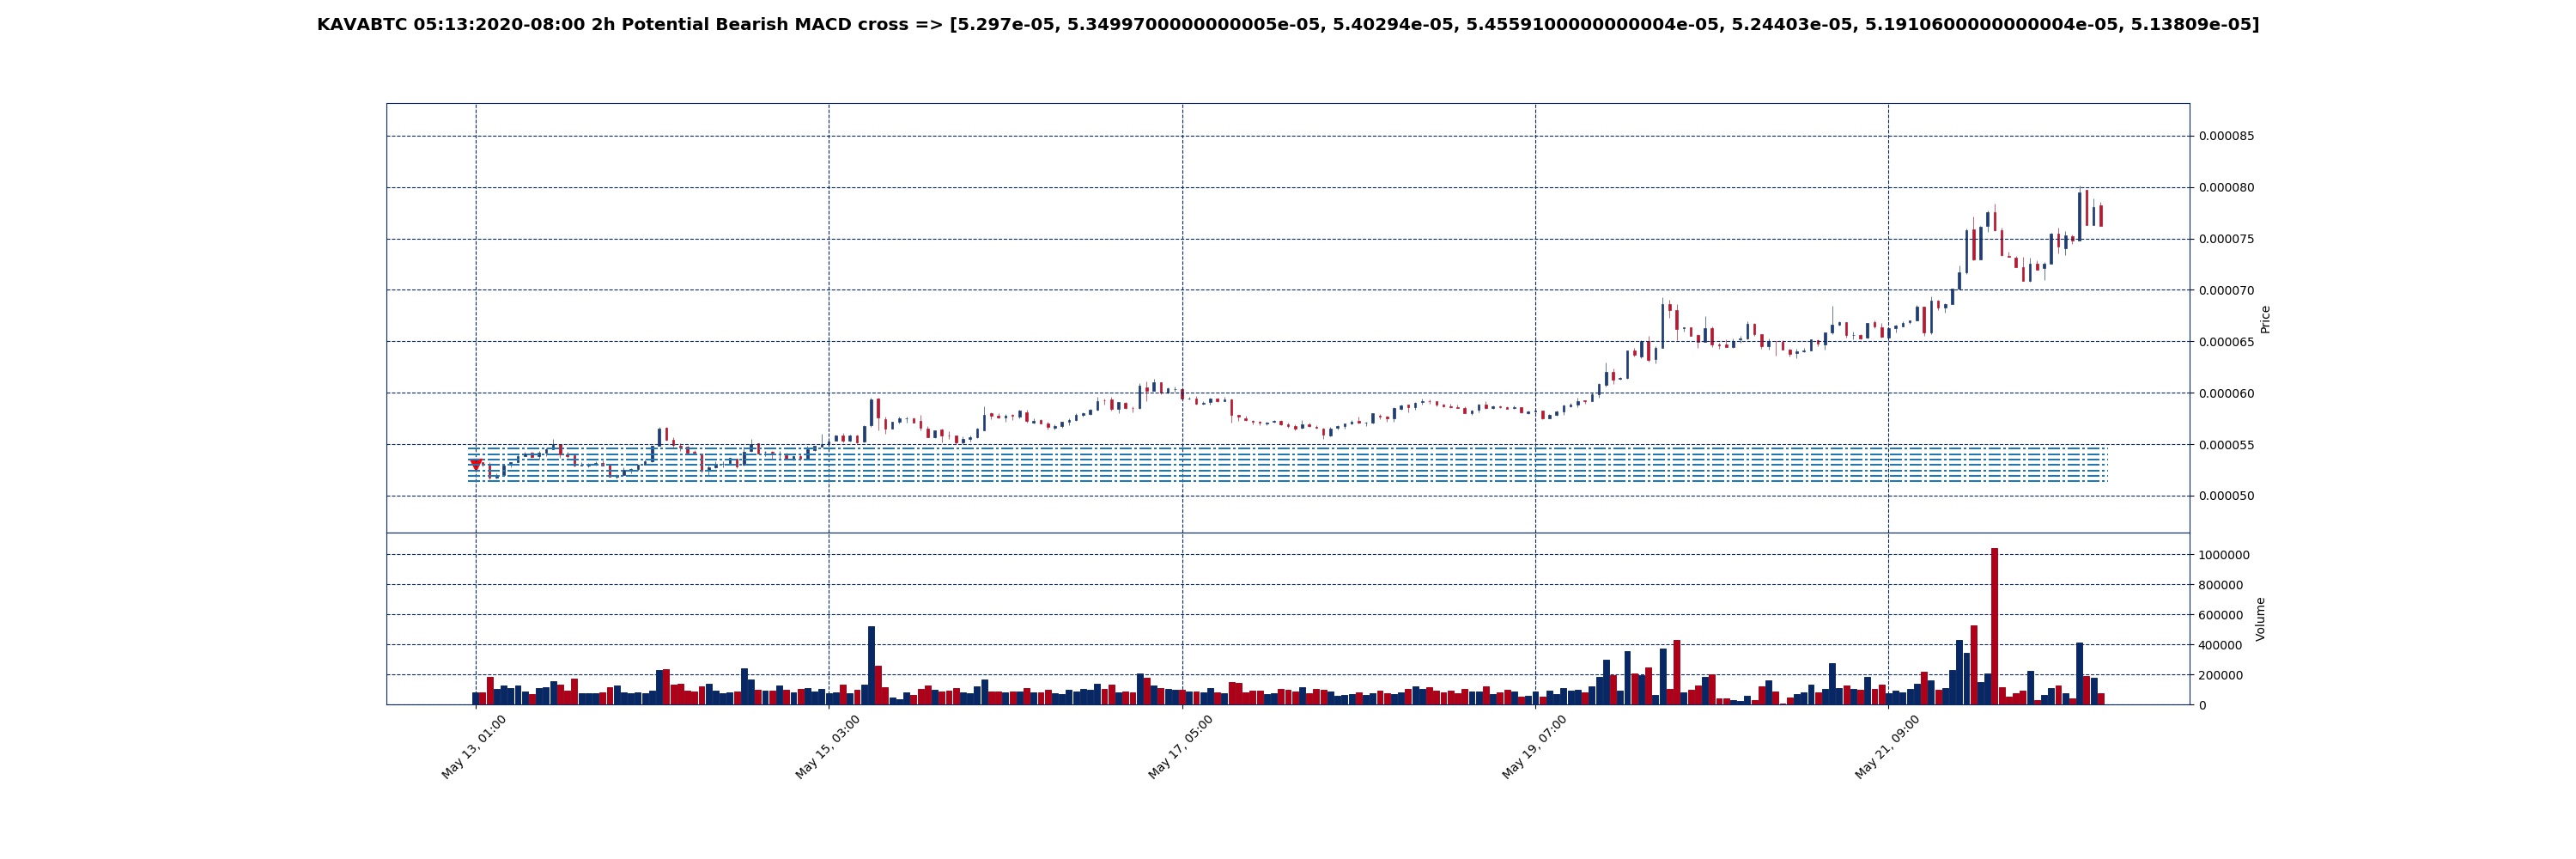 KAVABTC 05:13:2020-08:00 2h Potential Bearish MACD cross => [5.297e-05, 5.3499700000000005e-05, 5.40294e-05, 5.4559100000000004e-05, 5.24403e-05, 5.1910600000000004e-05, 5.13809e-05]
0.000085
0.000080
0.000075
0.000070
0.000065
0.000060
0.000055
0.000050
Price
1000000
800000
600000
400000
200000
0
Volume
May 13, 01:00
May 15, 03:00
May 17, 05:00
May 19, 07:00
May 21, 09:00